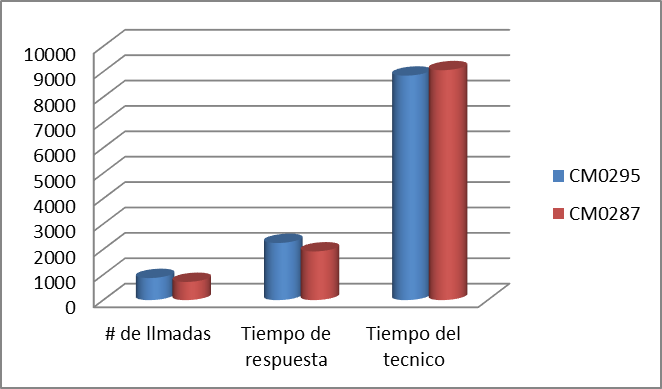 10000
9000
8000
7000
6000
5000
4000
3000
2000
1000
0
# de llmadas
Tiempo de
respuesta
Tiempo del
tecnico
CM0295
CM0287